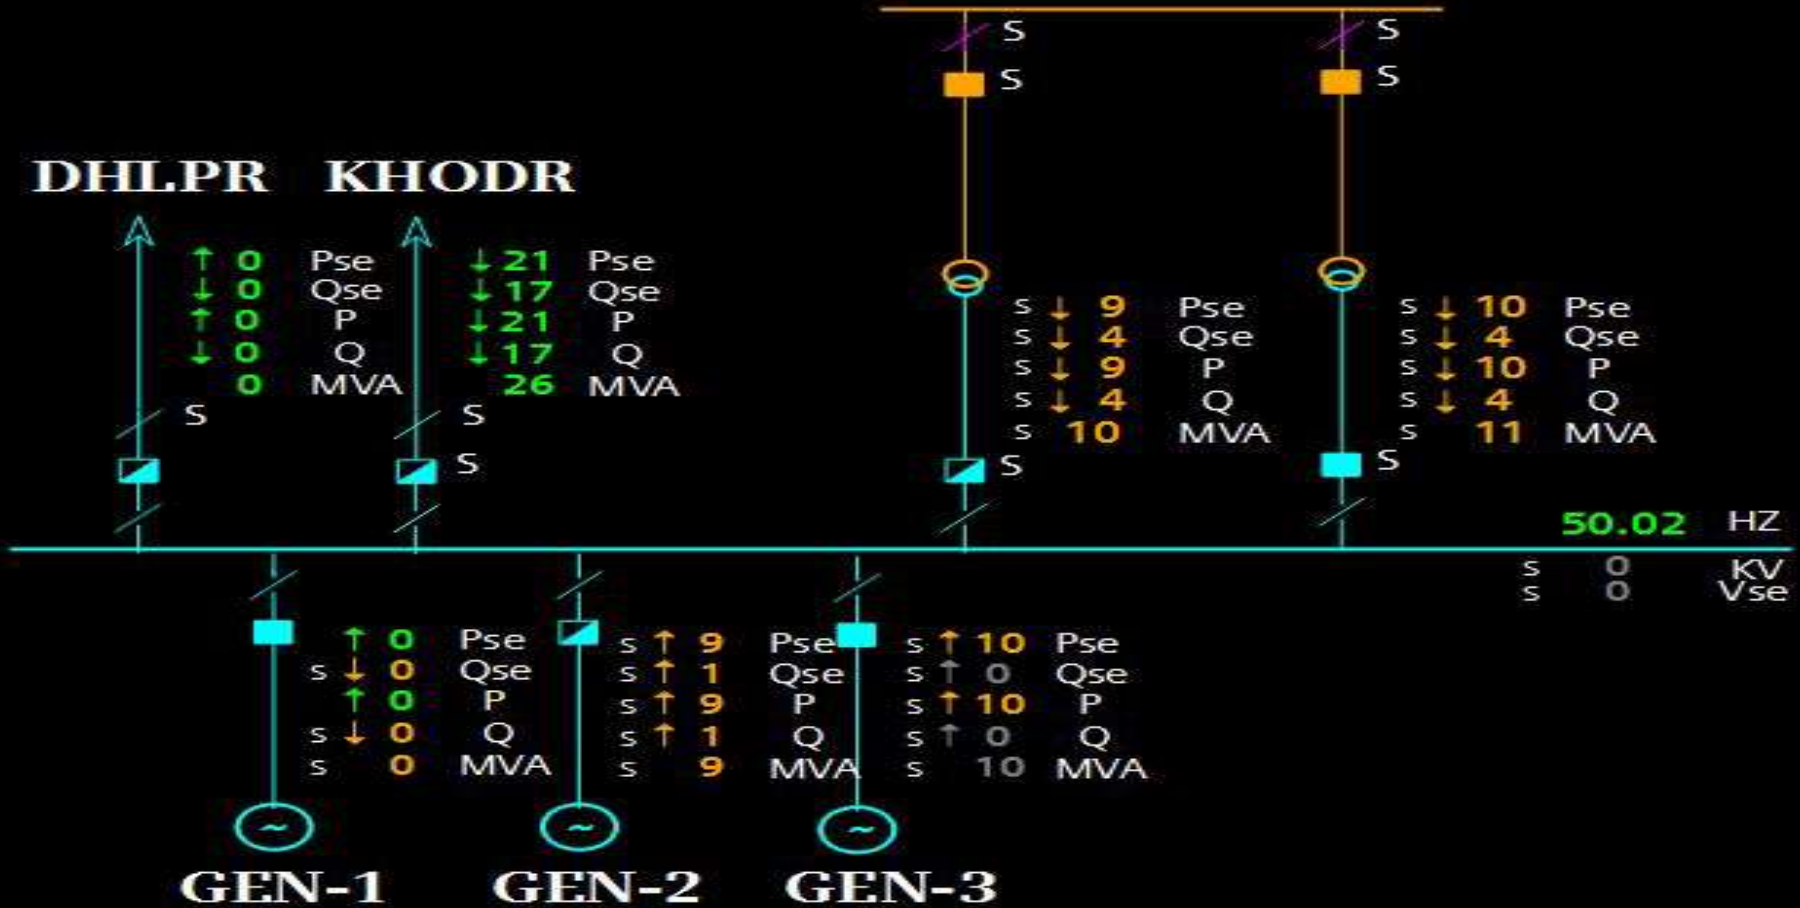 S S
S S
DHLPR KHODR
↑ 0 Pse ↓ 21 Pse
↓ 0 Qse ↓ 17 Qse
↑ 0 P ↓ 21 P
↓ 0 Q ↓ 17 Q
0 MVA 26 MVA
S S
S
s ↓ 9 Pse s ↓ 10 Pse
s ↓ 4 Qse s ↓ 4 Qse
s ↓ 9 P s ↓ 10 P
s ↓ 4 Q s ↓ 4 Q
s 10 MVA s 11 MVA
S S
50.02 HZ
s 0 KV
s 0 Vse
↑ 0 Pse s ↑ 9 Pse s ↑ 10 Pse
s ↓ 0 Qse s ↑ 1 Qse s ↑ 0 Qse
↑ 0 P s ↑ 9 P s ↑ 10 P
s ↓ 0 Q s ↑ 1 Q s ↑ 0 Q
s 0 MVA s 9 MVA s 10 MVA
~ ~ ~
GEN-1 GEN-2 GEN-3